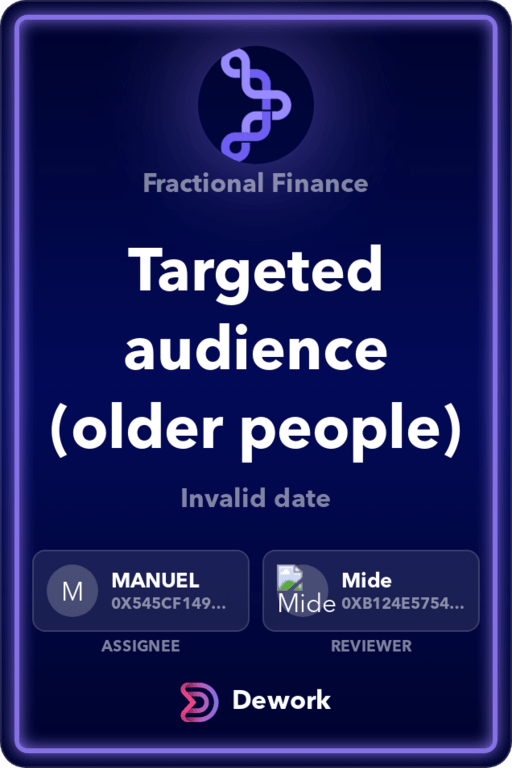 Fractional Finance
Targeted
audience
(older people)
Invalid date
M
MANUEL
0X545CF149...
Mide
Mide
0XB124E5754...
ASSIGNEE
REVIEWER
Dework